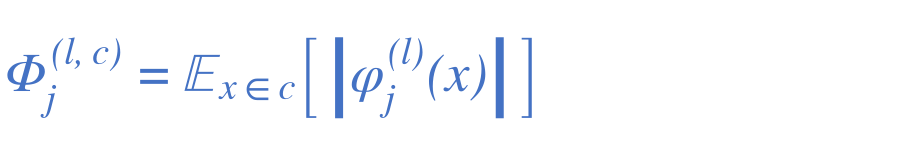 Φ_j^{(l, c)} = 𝔼_{x ∈ c}[ |φ_j^{(l)}(x)| ]